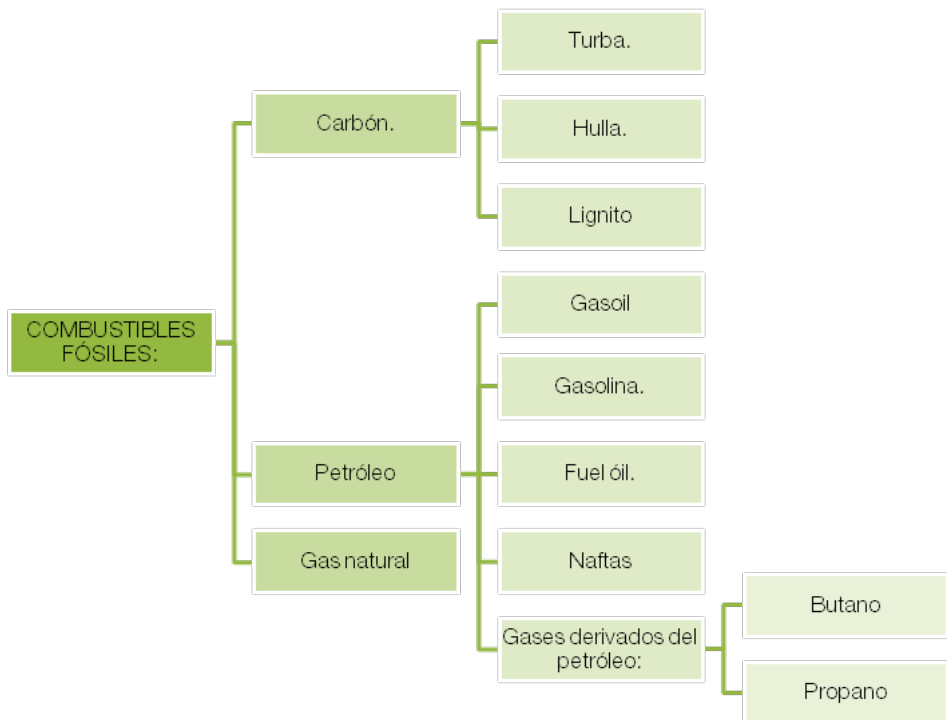 COMBUSTIBLES
FÓSILES:
Carbón.
Turba.
Hulla.
Lignito
Petróleo
Gasoil
Gasolina.
Fuel óil.
Naftas
Gases derivados del
petróleo:
Butano
Propano
Gas natural